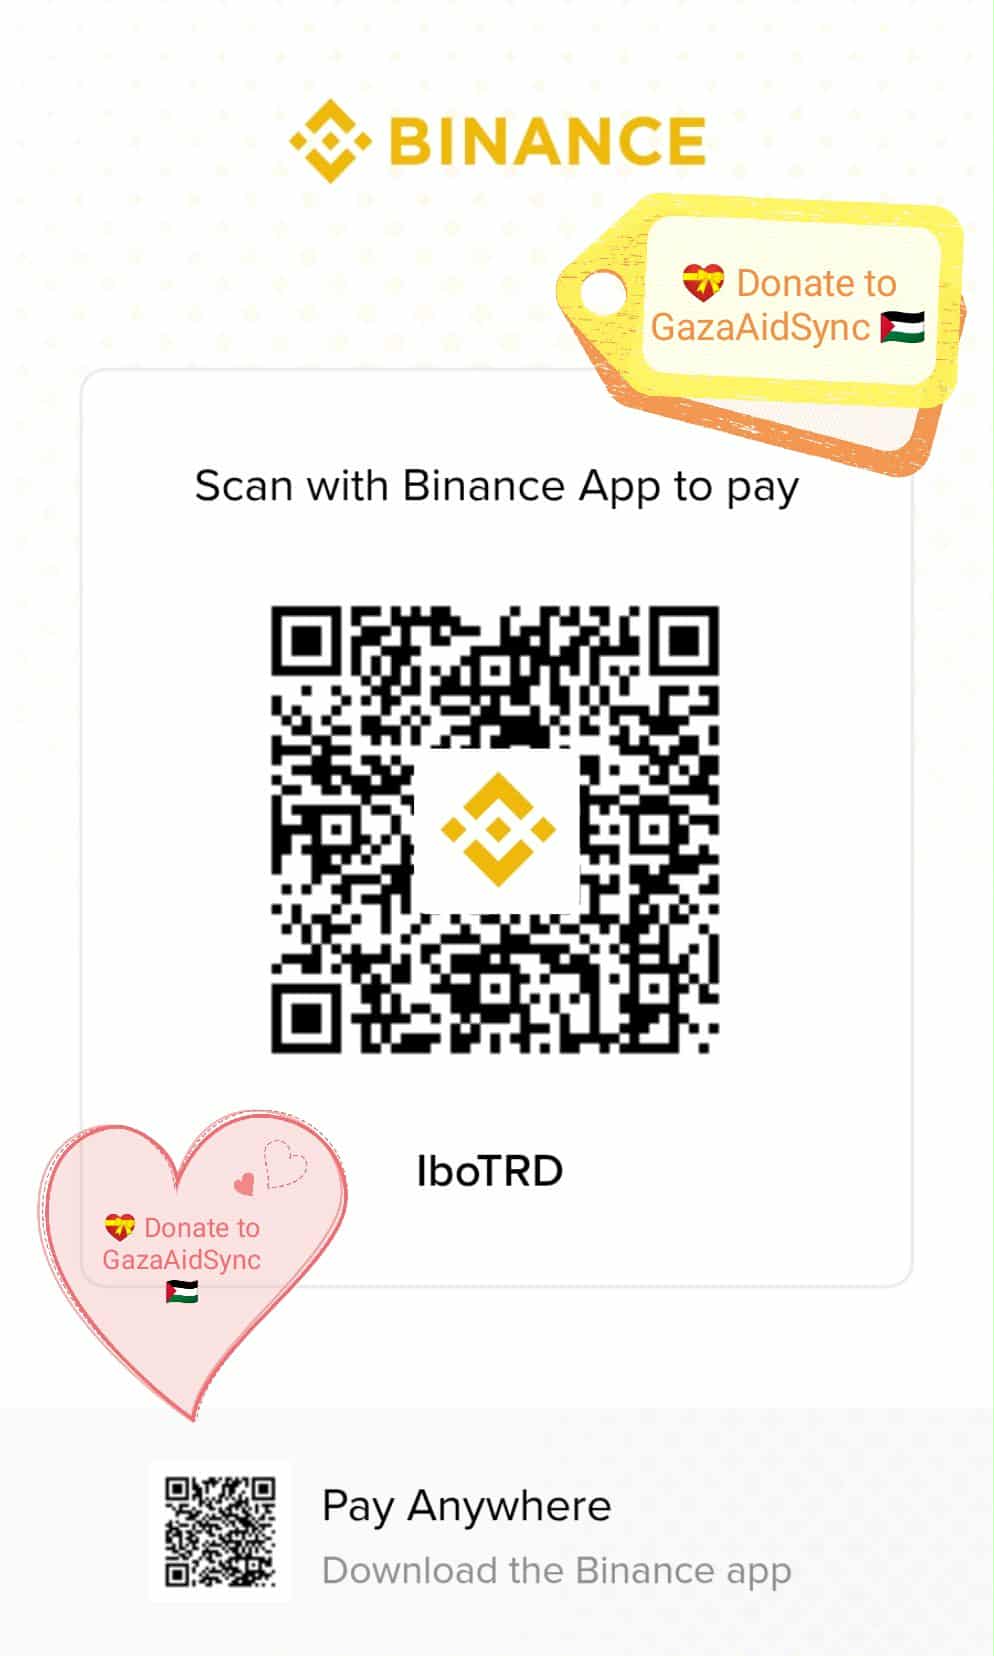 BINANCE
💝 Donate to
GazaAidSync 🇵🇸
Scan with Binance App to pay
IboTRD
💝 Donate to
GazaAidSync
🇵🇸
Pay Anywhere
Download the Binance app